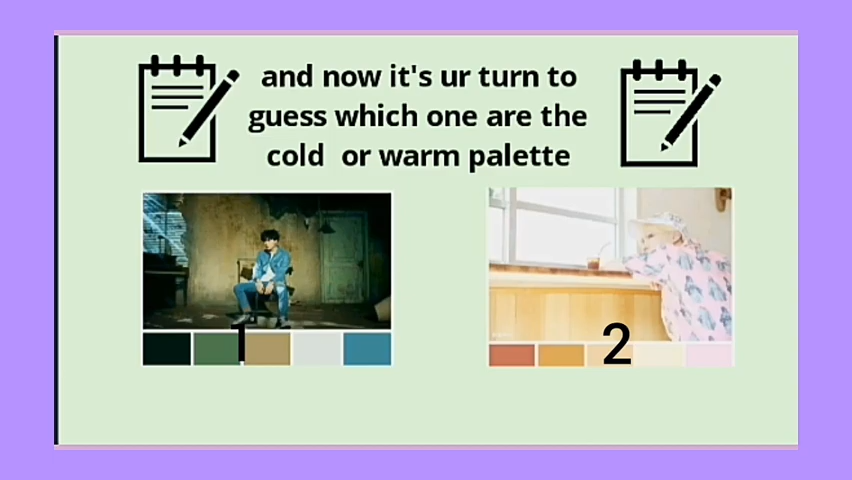 and now it's ur turn to
guess which one are the
cold or warm palette
1
2